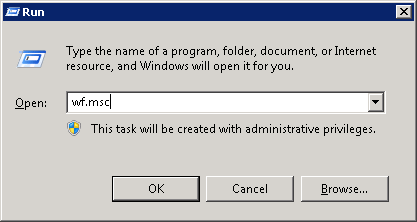 Run
Type the name of a program, folder, document, or Internet
resource, and Windows will open it for you.
Open: wf.msc
This task will be created with administrative privileges.
OK Cancel Browse...